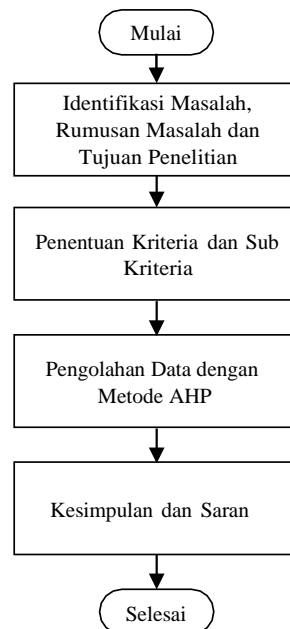 Mulai
Identifikasi Masalah,
Rumusan Masalah dan
Tujuan Penelitian
Penentuan Kriteria dan Sub
Kriteria
Pengolahan Data dengan
Metode AHP
Kesimpulan dan Saran
Selesai